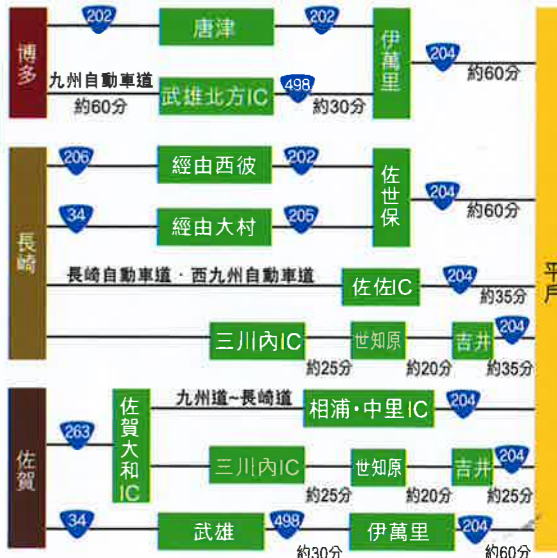 博多
202
唐津
202
伊萬里
204
約60分
九州自動車道
約60分
武雄北方IC
498
約30分
長崎
206
經由西彼
202
佐世保
204
約60分
34
經由大村
205
長崎自動車道・西九州自動車道
佐佐IC
204
約35分
三川內IC
約25分
世知原
約20分
吉井
204
約35分
佐賀
263
佐賀大和IC
九州道~長崎道
相浦・中里IC
204
三川內IC
約25分
世知原
約20分
吉井
204
約25分
34
武雄
498
約30分
伊萬里
204
約60分
平戶